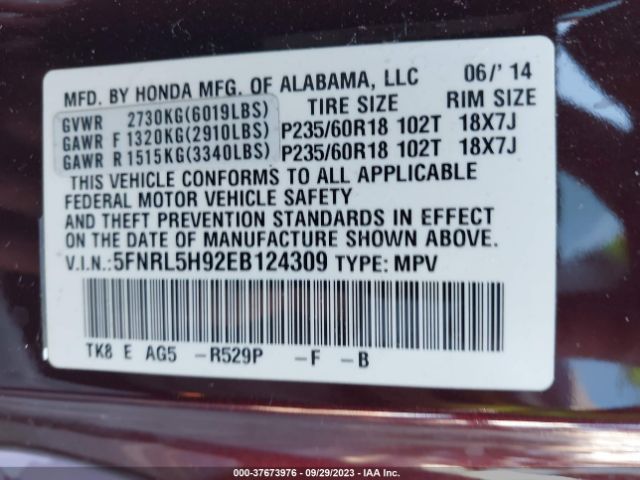 MFD. BY HONDA MFG. OF ALABAMA, LLC 06/'14
TIRE SIZE RIM SIZE
GVWR 2730KG(6019LBS)
GAWR F 1320KG(2910LBS) P235/60R18 102T 18X7J
GAWR R 1515KG(3340LBS) P235/60R18 102T 18X7J
THIS VEHICLE CONFORMS TO ALL APPLICABLE
FEDERAL MOTOR VEHICLE SAFETY
AND THEFT PREVENTION STANDARDS IN EFFECT
ON THE DATE OF MANUFACTURE SHOWN ABOVE.
V.I.N.:5FNRL5H92EB124309 TYPE: MPV
TK8 E AG5 -R529P -F -B
000-37673976 • 09/29/2023 • IAA Inc.